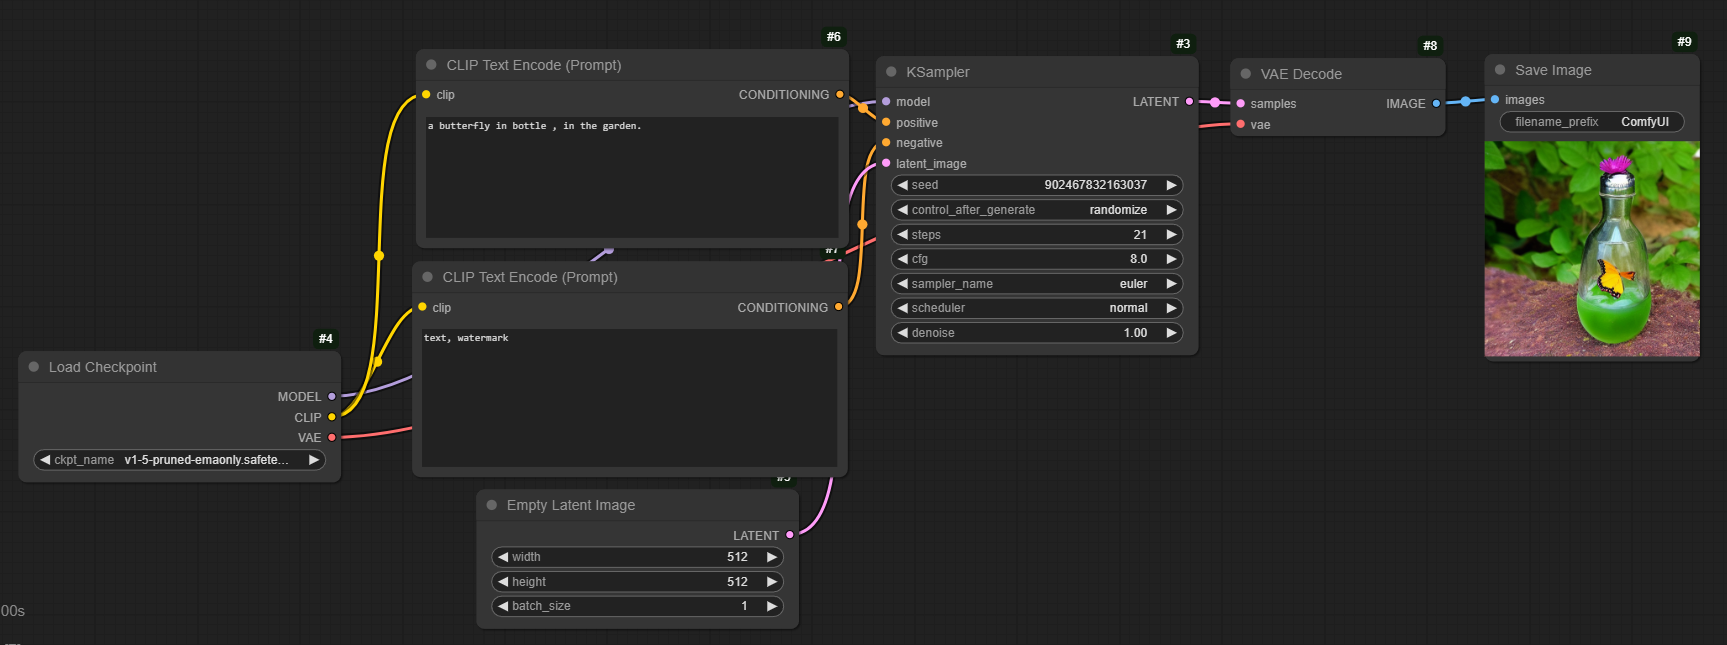 #6
CLIP Text Encode (Prompt)
clip CONDITIONING
a butterfly in bottle , in the garden.
#7
CLIP Text Encode (Prompt)
clip CONDITIONING
text, watermark
#4
Load Checkpoint
MODEL
CLIP
VAE
ckpt_name v1-5-pruned-emaonly.safete...
#5
Empty Latent Image
LATENT
width 512
height 512
batch_size 1
#3
KSampler
model LATENT
positive
negative
latent_image
seed 902467832163037
control_after_generate randomize
steps 21
cfg 8.0
sampler_name euler
scheduler normal
denoise 1.00
#8
VAE Decode
samples IMAGE
vae
#9
Save Image
images
filename_prefix ComfyUI
00s